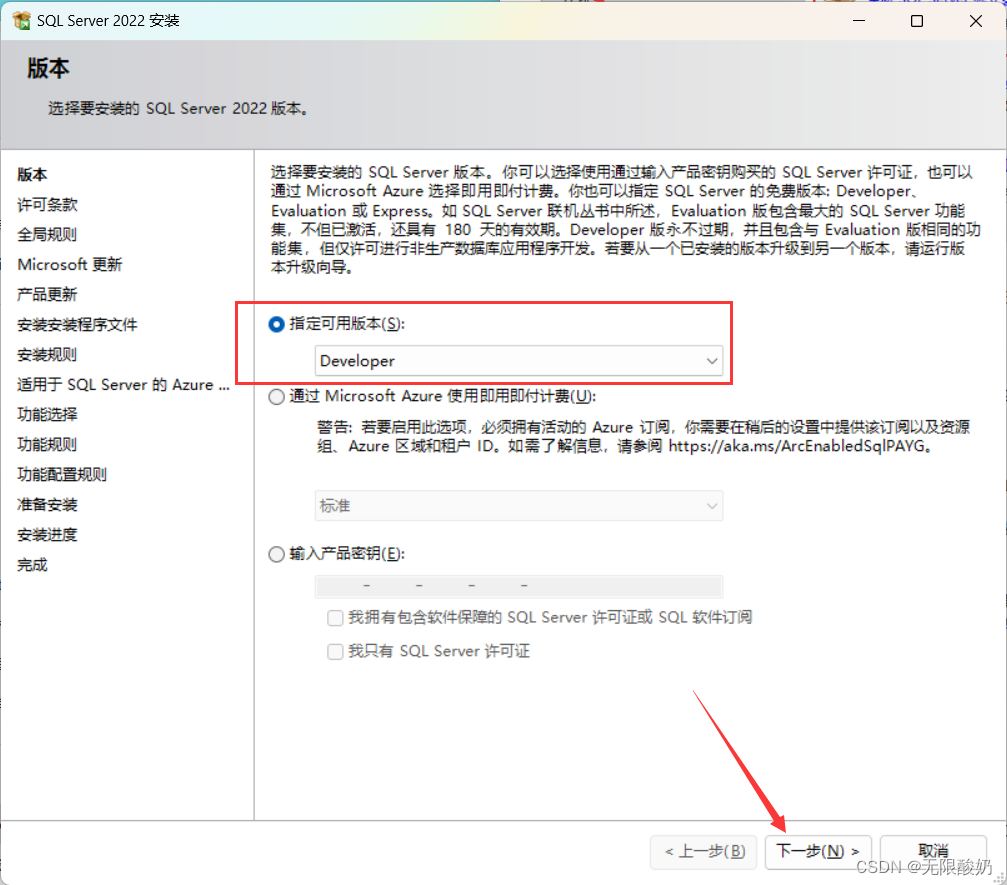 SQL Server 2022 安装
版本
选择要安装的 SQL Server 2022 版本。
版本
许可条款
全局规则
Microsoft 更新
产品更新
安装安装程序文件
安装规则
适用于 SQL Server 的 Azure ...
功能选择
功能规则
功能配置规则
准备安装
安装进度
完成
选择要安装的 SQL Server 版本。你可以选择使用通过输入产品密钥购买的 SQL Server 许可证，也可以
通过 Microsoft Azure 选择即用即付计费。你也可以指定 SQL Server 的免费版本: Developer、
Evaluation 或 Express。如 SQL Server 联机丛书中所述，Evaluation 版包含最大的 SQL Server 功能
集，不但已激活，还具有 180 天的有效期。Developer 版永不过期，并且包含与 Evaluation 版相同的功
能集，但仅许可进行非生产数据库应用程序开发。若要从一个已安装的版本升级到另一个版本，请运行版
本升级向导。
指定可用版本(S):
Developer
通过 Microsoft Azure 使用即用即付计费(U):
警告: 若要启用此选项，必须拥有活动的 Azure 订阅，你需要在稍后的设置中提供该订阅以及资源
组、Azure 区域和租户 ID。如需了解信息，请参阅 https://aka.ms/ArcEnabledSqlPAYG。
标准
输入产品密钥(E):
- - - -
我拥有包含软件保障的 SQL Server 许可证或 SQL 软件订阅
我只有 SQL Server 许可证
< 上一步(B)
下一步(N) >
取消
CSDN @无限酸奶